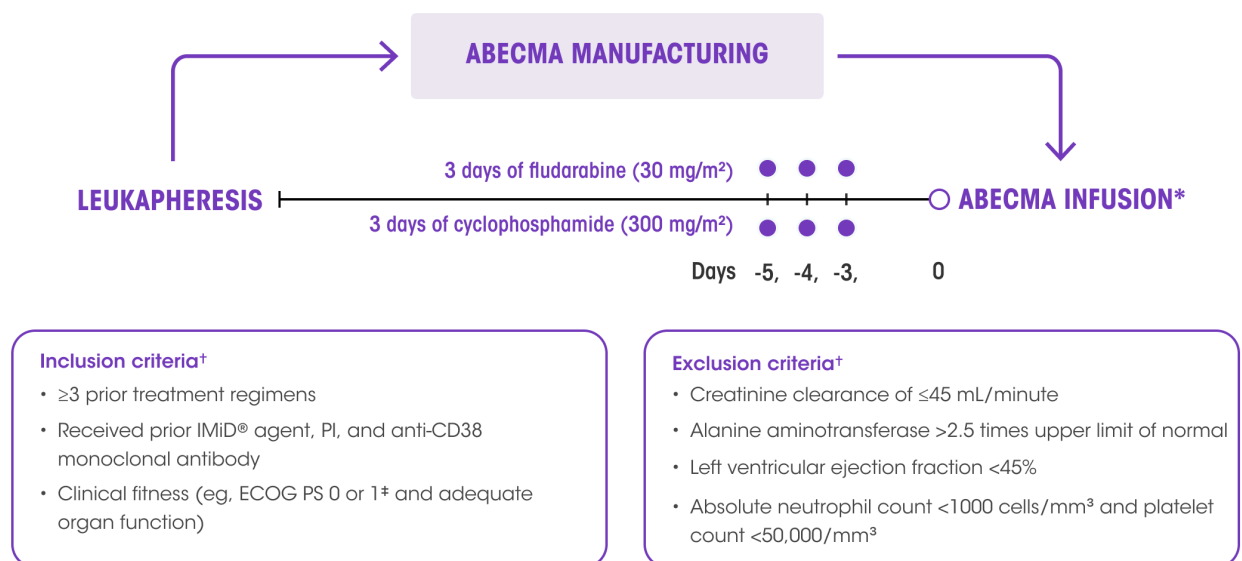 ABECMA MANUFACTURING
3 days of fludarabine (30 mg/m²)
LEUKAPHERESIS
ABECMA INFUSION*
3 days of cyclophosphamide (300 mg/m²)
Days -5, -4, -3, 0
Inclusion criteria†
• ≥3 prior treatment regimens
• Received prior IMiD® agent, PI, and anti-CD38
monoclonal antibody
• Clinical fitness (eg, ECOG PS 0 or 1‡ and adequate
organ function)
Exclusion criteria†
• Creatinine clearance of ≤45 mL/minute
• Alanine aminotransferase >2.5 times upper limit of normal
• Left ventricular ejection fraction <45%
• Absolute neutrophil count <1000 cells/mm³ and platelet
count <50,000/mm³